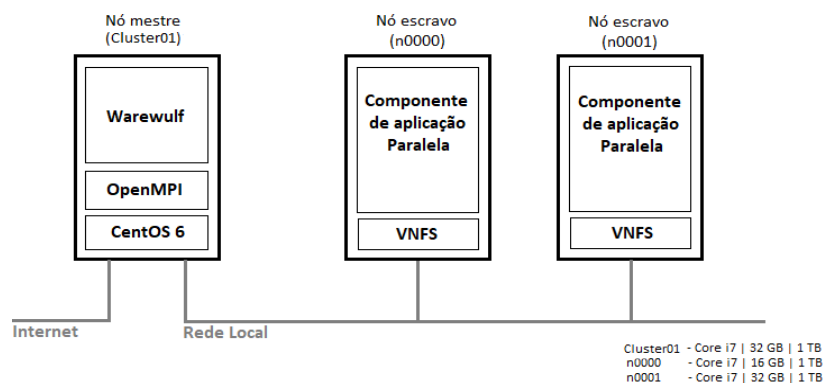 Nó mestre
(Cluster01)
Warewulf
OpenMPI
CentOS 6
Nó escravo
(n0000)
Componente
de aplicação
Paralela
VNFS
Nó escravo
(n0001)
Componente
de aplicação
Paralela
VNFS
Internet
Rede Local
Cluster01 - Core i7 | 32 GB | 1 TB
n0000 - Core i7 | 16 GB | 1 TB
n0001 - Core i7 | 32 GB | 1 TB